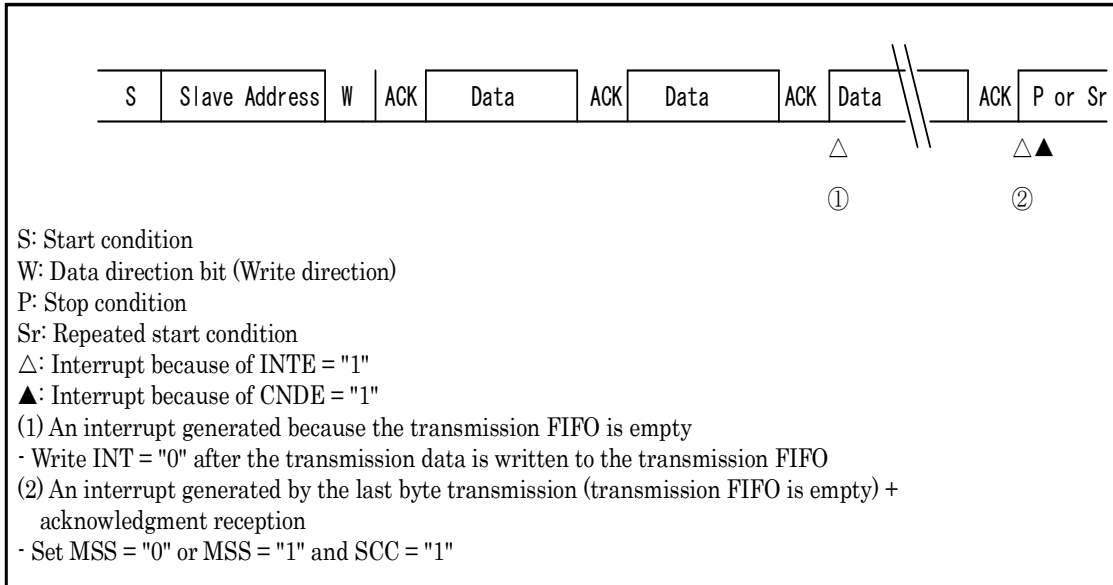 S Slave Address W ACK Data ACK Data ACK Data ACK P or Sr
△ △▲
① ②
S: Start condition
W: Data direction bit (Write direction)
P: Stop condition
Sr: Repeated start condition
△: Interrupt because of INTE = "1"
▲: Interrupt because of CNDE = "1"
(1) An interrupt generated because the transmission FIFO is empty
- Write INT = "0" after the transmission data is written to the transmission FIFO
(2) An interrupt generated by the last byte transmission (transmission FIFO is empty) +
acknowledgment reception
- Set MSS = "0" or MSS = "1" and SCC = "1"